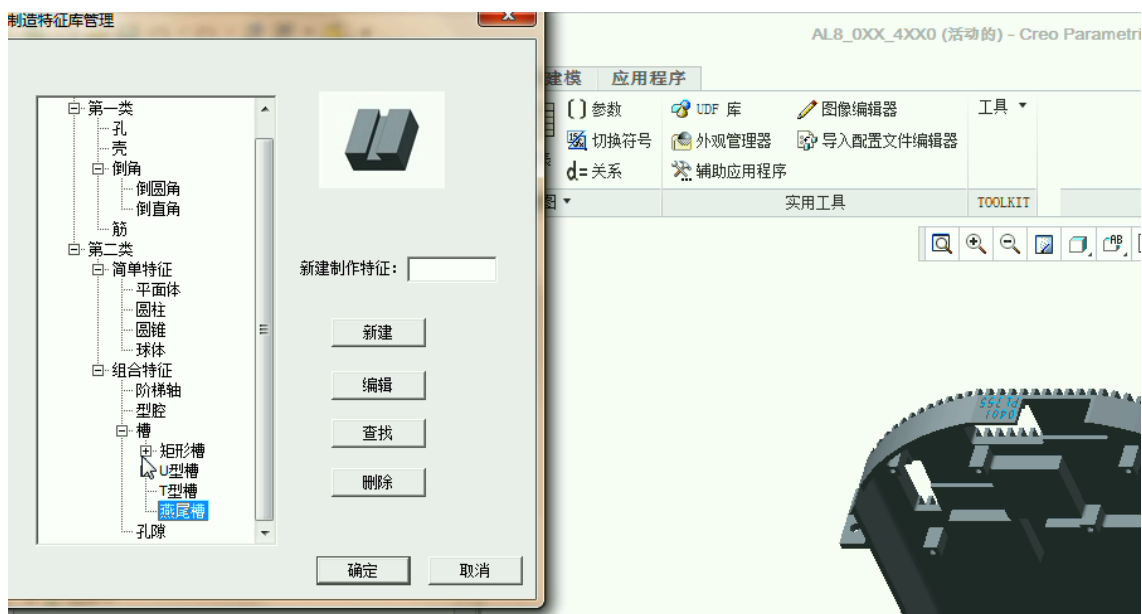 制造特征库管理
第一类
孔
壳
倒角
倒圆角
倒直角
筋
第二类
简单特征
平面体
圆柱
圆锥
球体
组合特征
阶梯轴
型腔
槽
矩形槽
U型槽
T型槽
燕尾槽
孔隙
新建制作特征:
新建
编辑
查找
删除
确定
取消
AL8_0XX_4XX0 (活动的) - Creo Parametri
建模 应用程序
参数 UDF 库 图像编辑器 工具
切换符号 外观管理器 导入配置文件编辑器
d= 关系 辅助应用程序
实用工具 TOOLKIT
AB